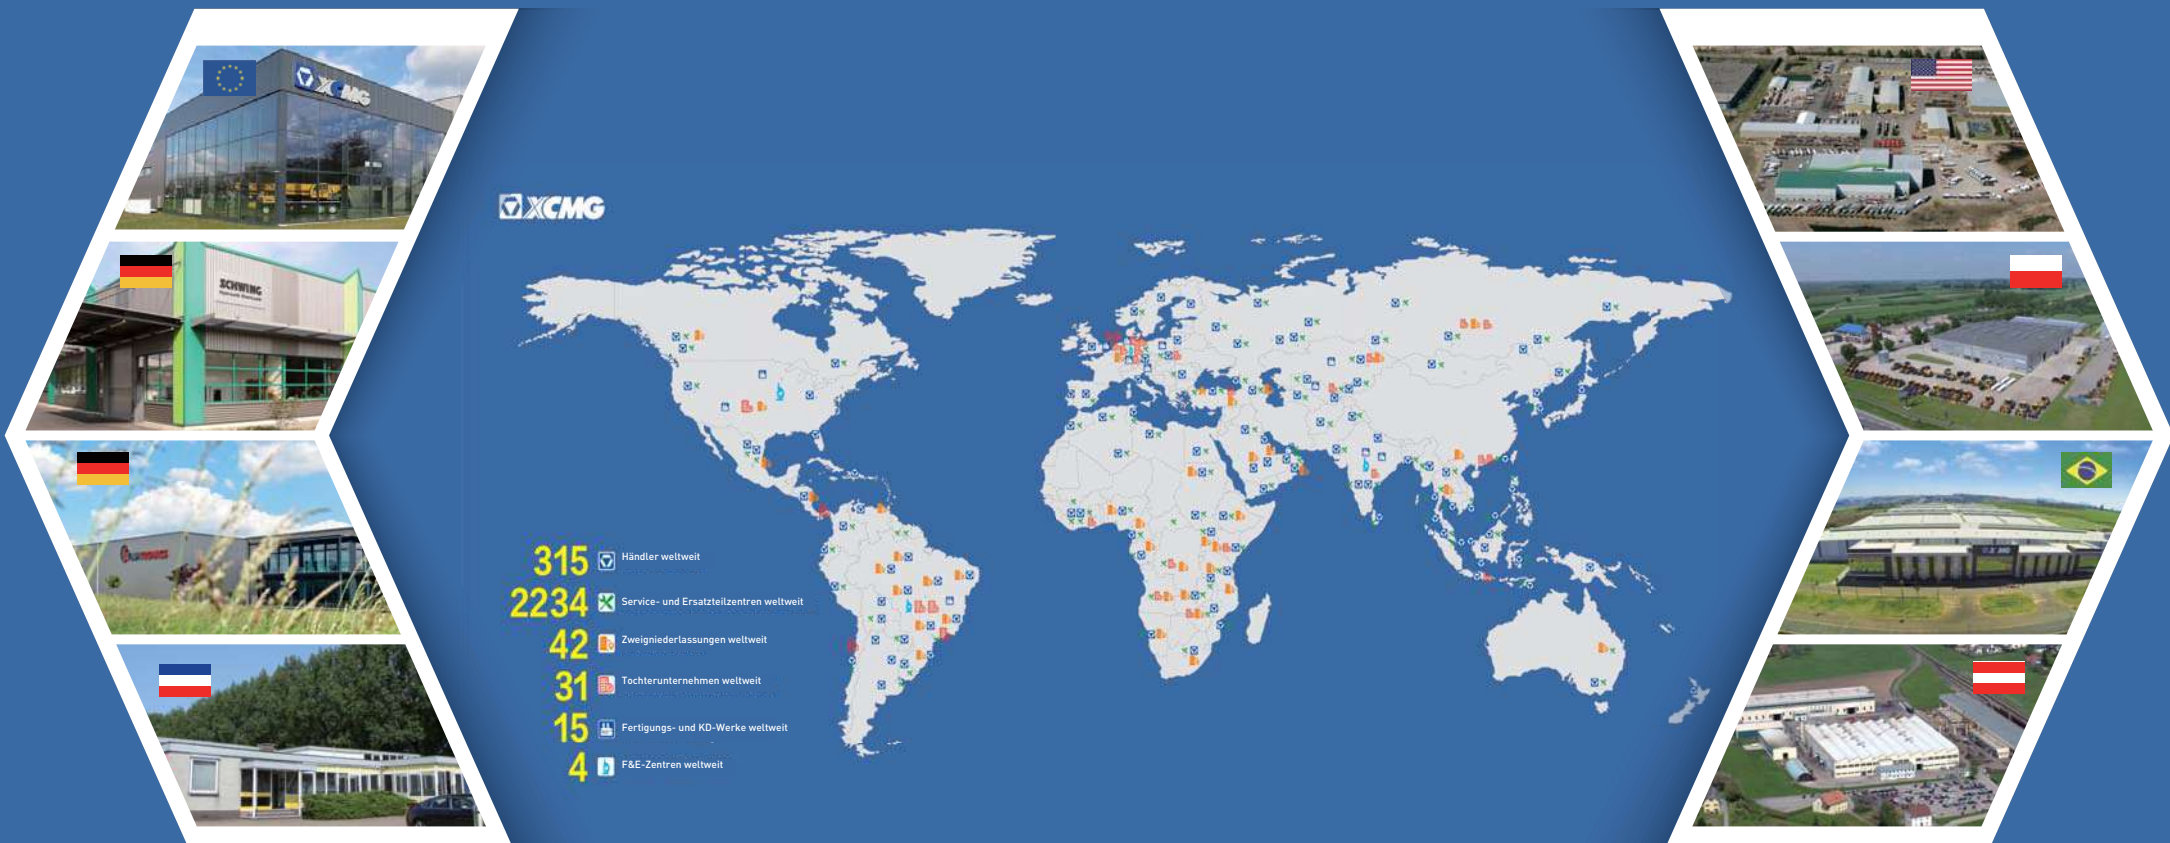 XCMG
SCHWING
XCMG
315 Händler weltweit
2234 Service- und Ersatzteilzentren weltweit
42 Zweigniederlassungen weltweit
31 Tochterunternehmen weltweit
15 Fertigungs- und KD-Werke weltweit
4 F&E-Zentren weltweit